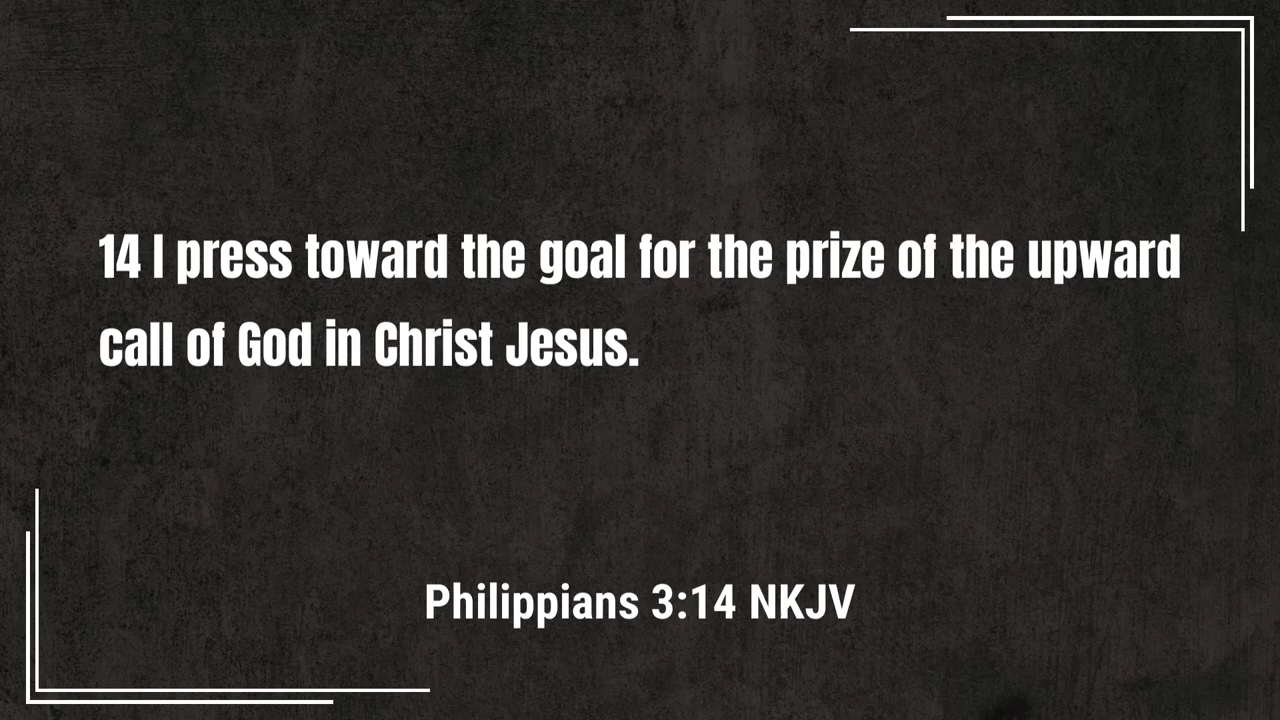 14 I press toward the goal for the prize of the upward
call of God in Christ Jesus.
Philippians 3:14 NKJV